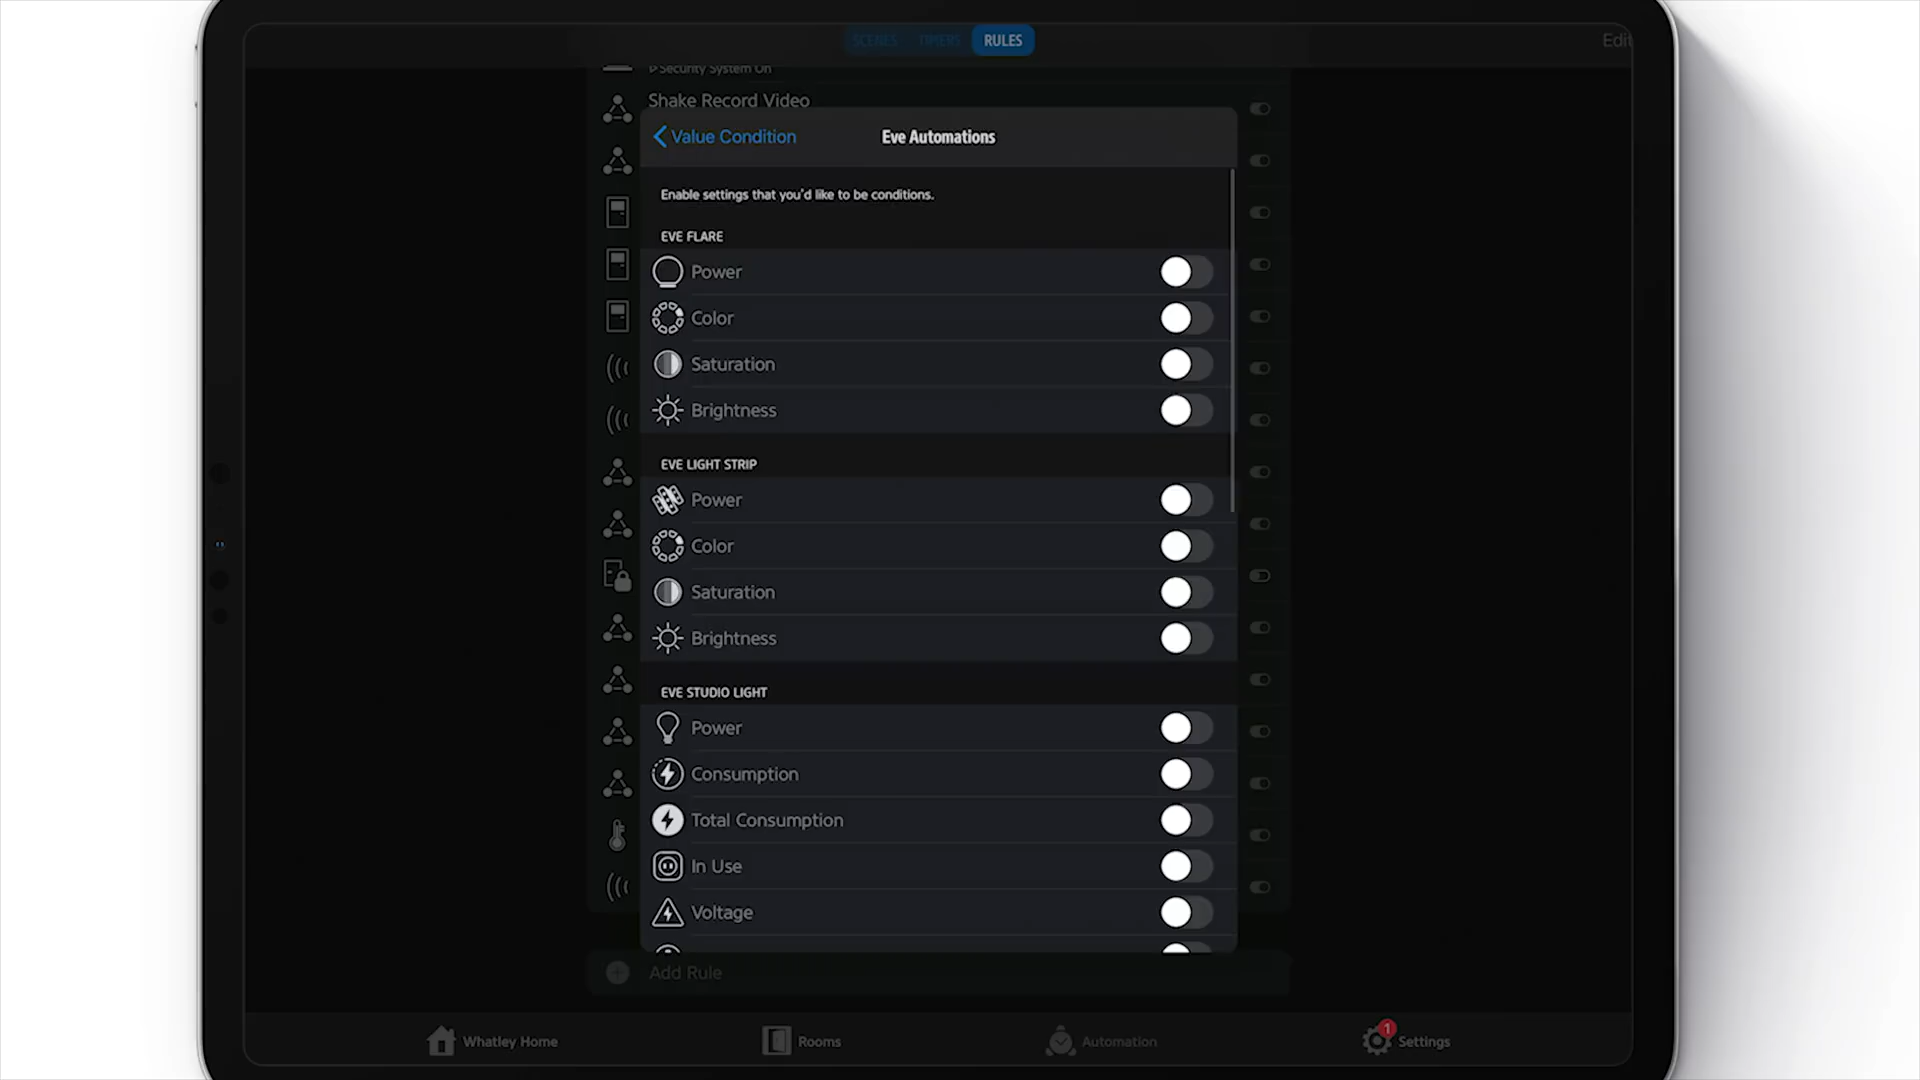 SCENES TIMERS RULES
Edit
Security System On
Shake Record Video
Value Condition
Eve Automations
Enable settings that you'd like to be conditions.
EVE FLARE
Power
Color
Saturation
Brightness
EVE LIGHT STRIP
Power
Color
Saturation
Brightness
EVE STUDIO LIGHT
Power
Consumption
Total Consumption
In Use
Voltage
Add Rule
Whatley Home
Rooms
Automation
1
Settings